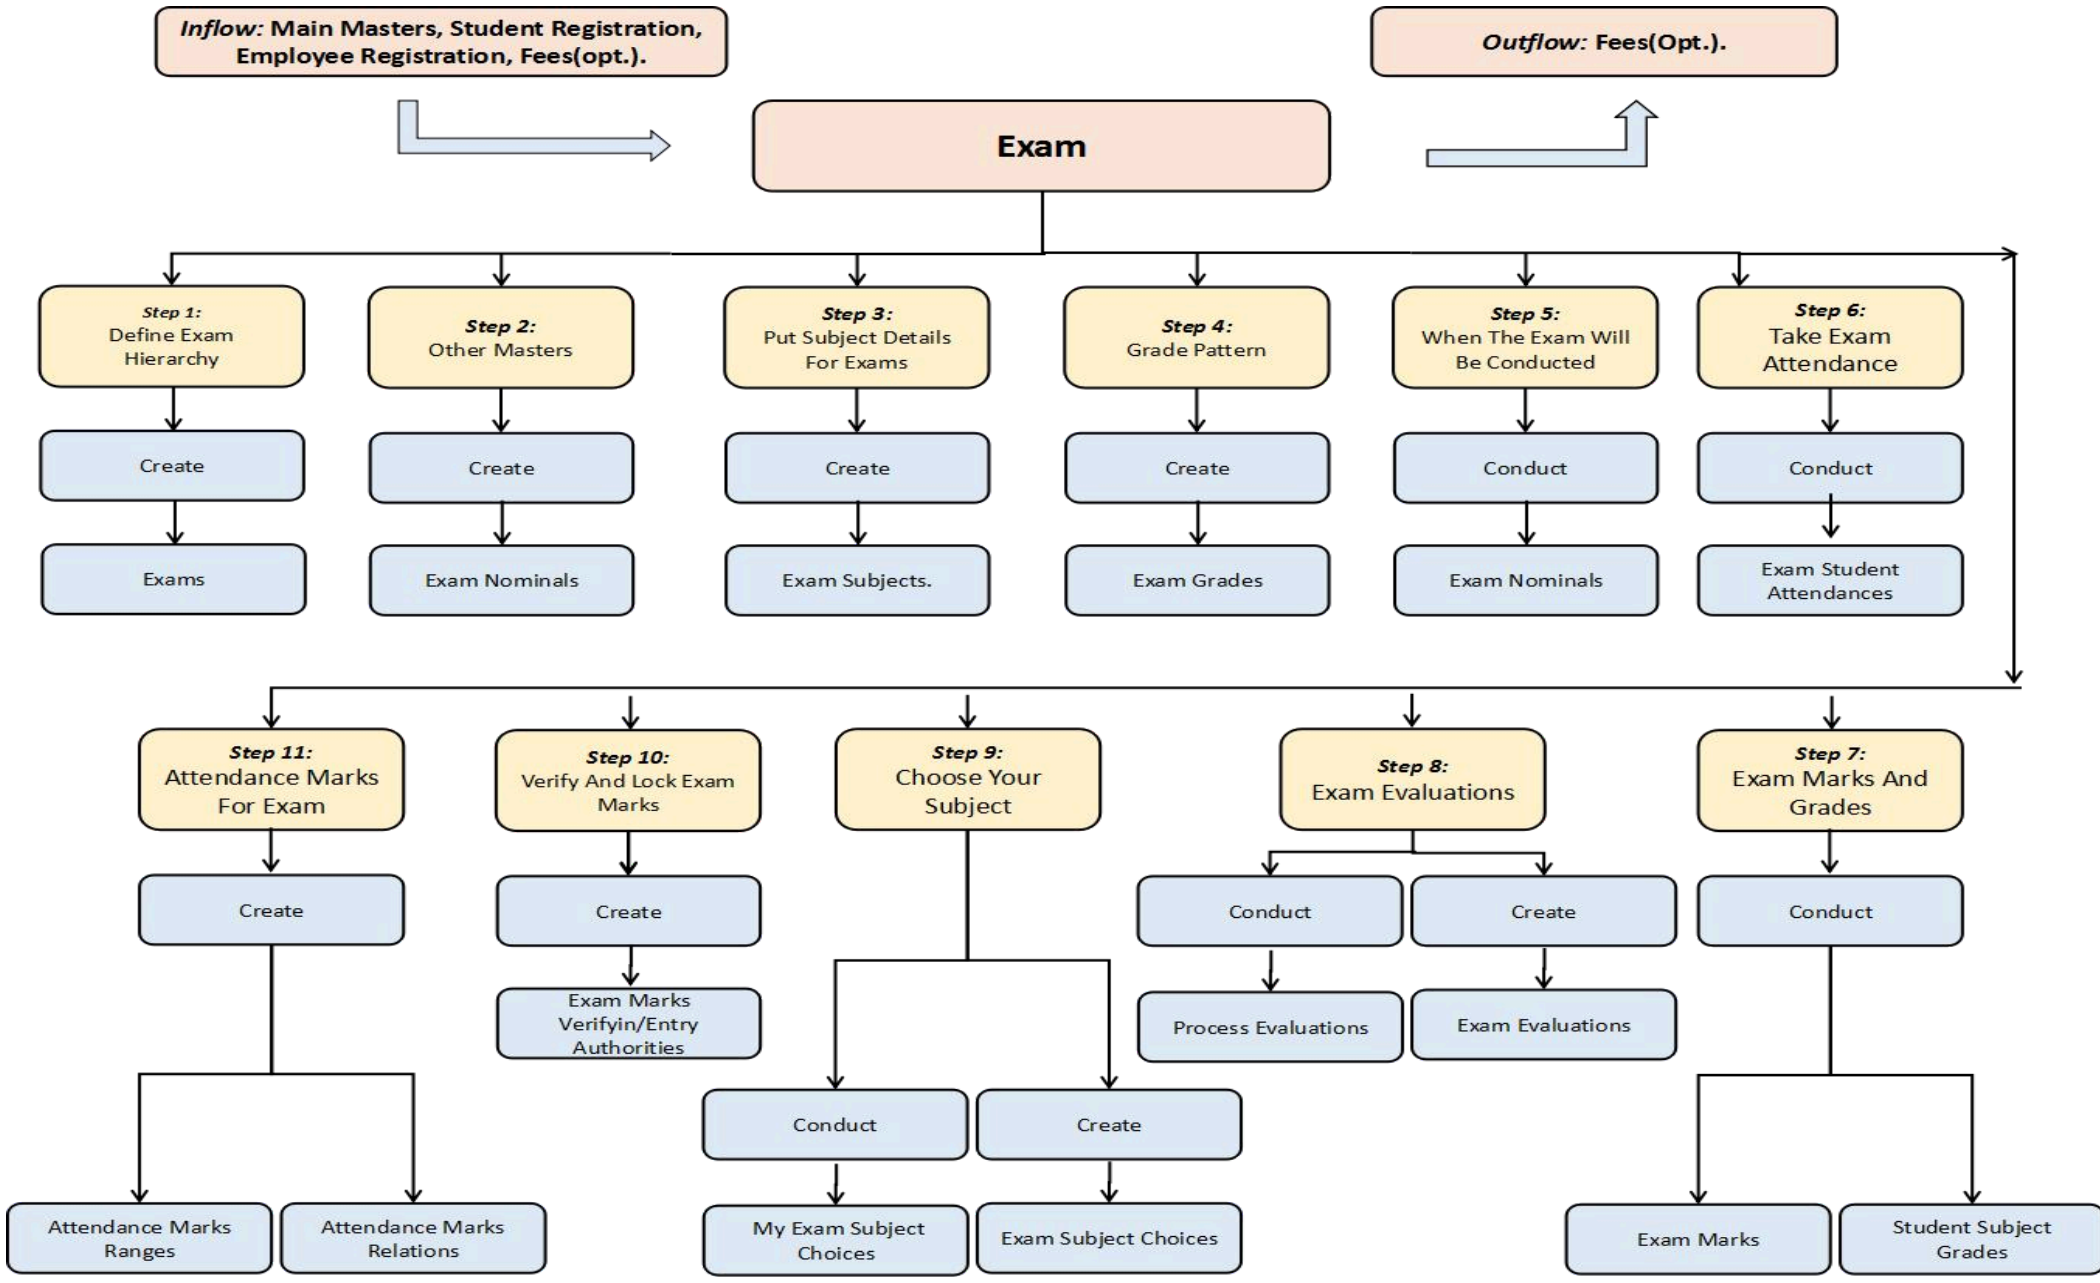 Inflow: Main Masters, Student Registration,
Employee Registration, Fees(opt.).
Outflow: Fees(Opt.).
Exam
Step 1:
Define Exam
Hierarchy
Step 2:
Other Masters
Step 3:
Put Subject Details
For Exams
Step 4:
Grade Pattern
Step 5:
When The Exam Will
Be Conducted
Step 6:
Take Exam
Attendance
Create
Create
Create
Create
Conduct
Conduct
Exams
Exam Nominals
Exam Subjects.
Exam Grades
Exam Nominals
Exam Student
Attendances
Step 11:
Attendance Marks
For Exam
Step 10:
Verify And Lock Exam
Marks
Step 9:
Choose Your
Subject
Step 8:
Exam Evaluations
Step 7:
Exam Marks And
Grades
Create
Create
Conduct
Create
Conduct
Exam Marks
Verifyin/Entry
Authorities
Process Evaluations
Exam Evaluations
Conduct
Create
Attendance Marks
Ranges
Attendance Marks
Relations
My Exam Subject
Choices
Exam Subject Choices
Exam Marks
Student Subject
Grades